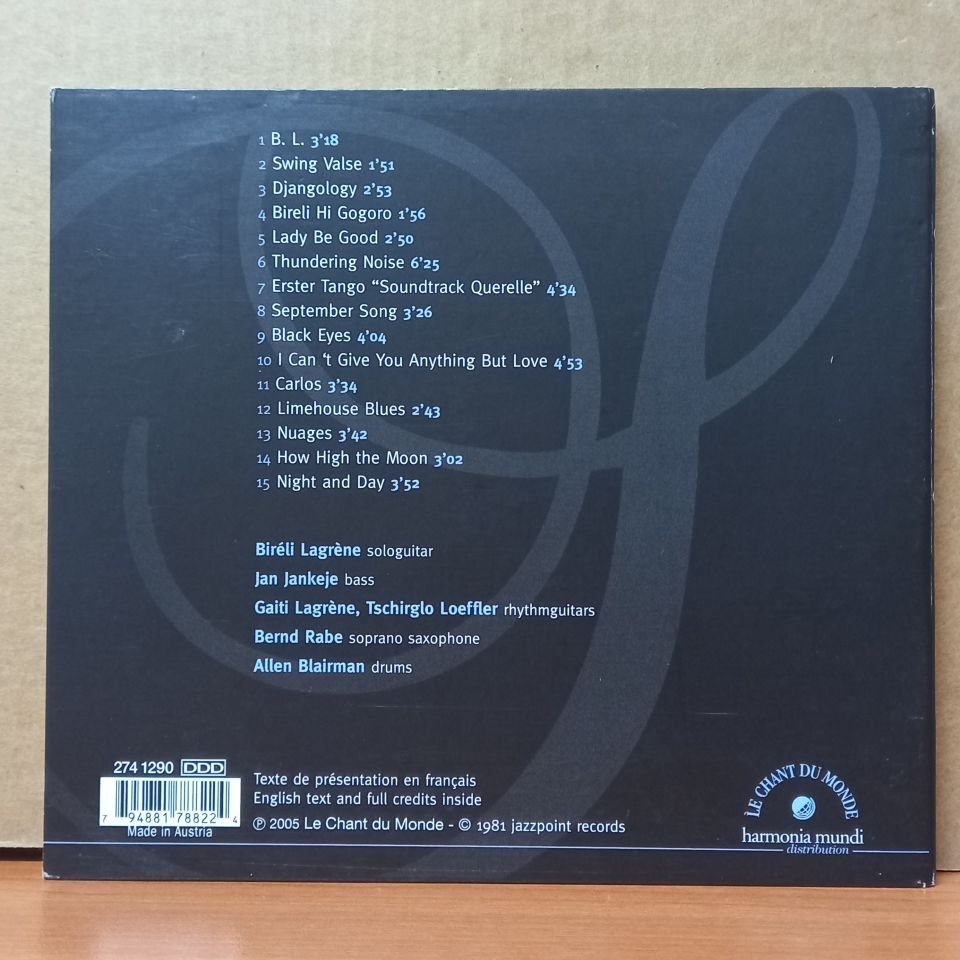 1 B. L. 3'18
2 Swing Valse 1'51
3 Djangology 2'53
4 Bireli Hi Gogoro 1'56
5 Lady Be Good 2'50
6 Thundering Noise 6'25
7 Erster Tango “Soundtrack Querelle” 4'34
8 September Song 3'26
9 Black Eyes 4'04
10 I Can ‘t Give You Anything But Love 4'53
11 Carlos 3'34
12 Limehouse Blues 2'43
13 Nuages 3'42
14 How High the Moon 3'02
15 Night and Day 3'52
Biréli Lagrène sologuitar
Jan Jankeje bass
Gaiti Lagrène, Tschirglo Loeffler rhythmguitars
Bernd Rabe soprano saxophone
Allen Blairman drums
274 1290 DDD
7 94881 78822 4
Made in Austria
Texte de présentation en français
English text and full credits inside
℗ 2005 Le Chant du Monde - © 1981 jazzpoint records
LE CHANT DU MONDE
harmonia mundi
distribution